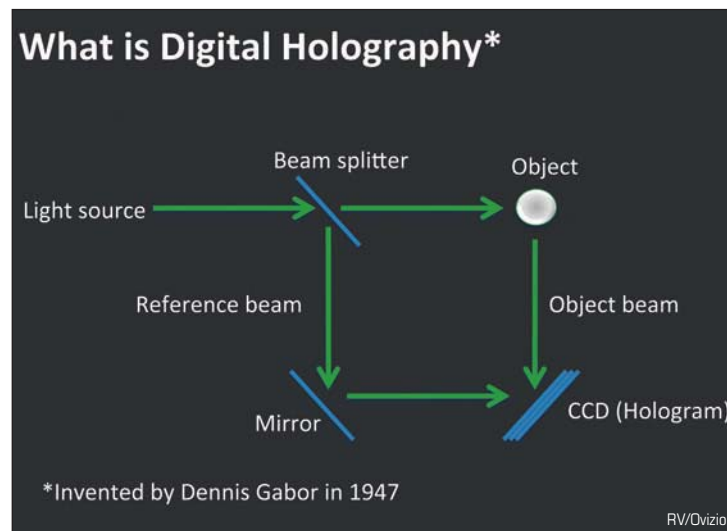 What is Digital Holography*
Beam splitter
Object
Light source
Reference beam
Object beam
Mirror
CCD (Hologram)
*Invented by Dennis Gabor in 1947
RV/Ovizio